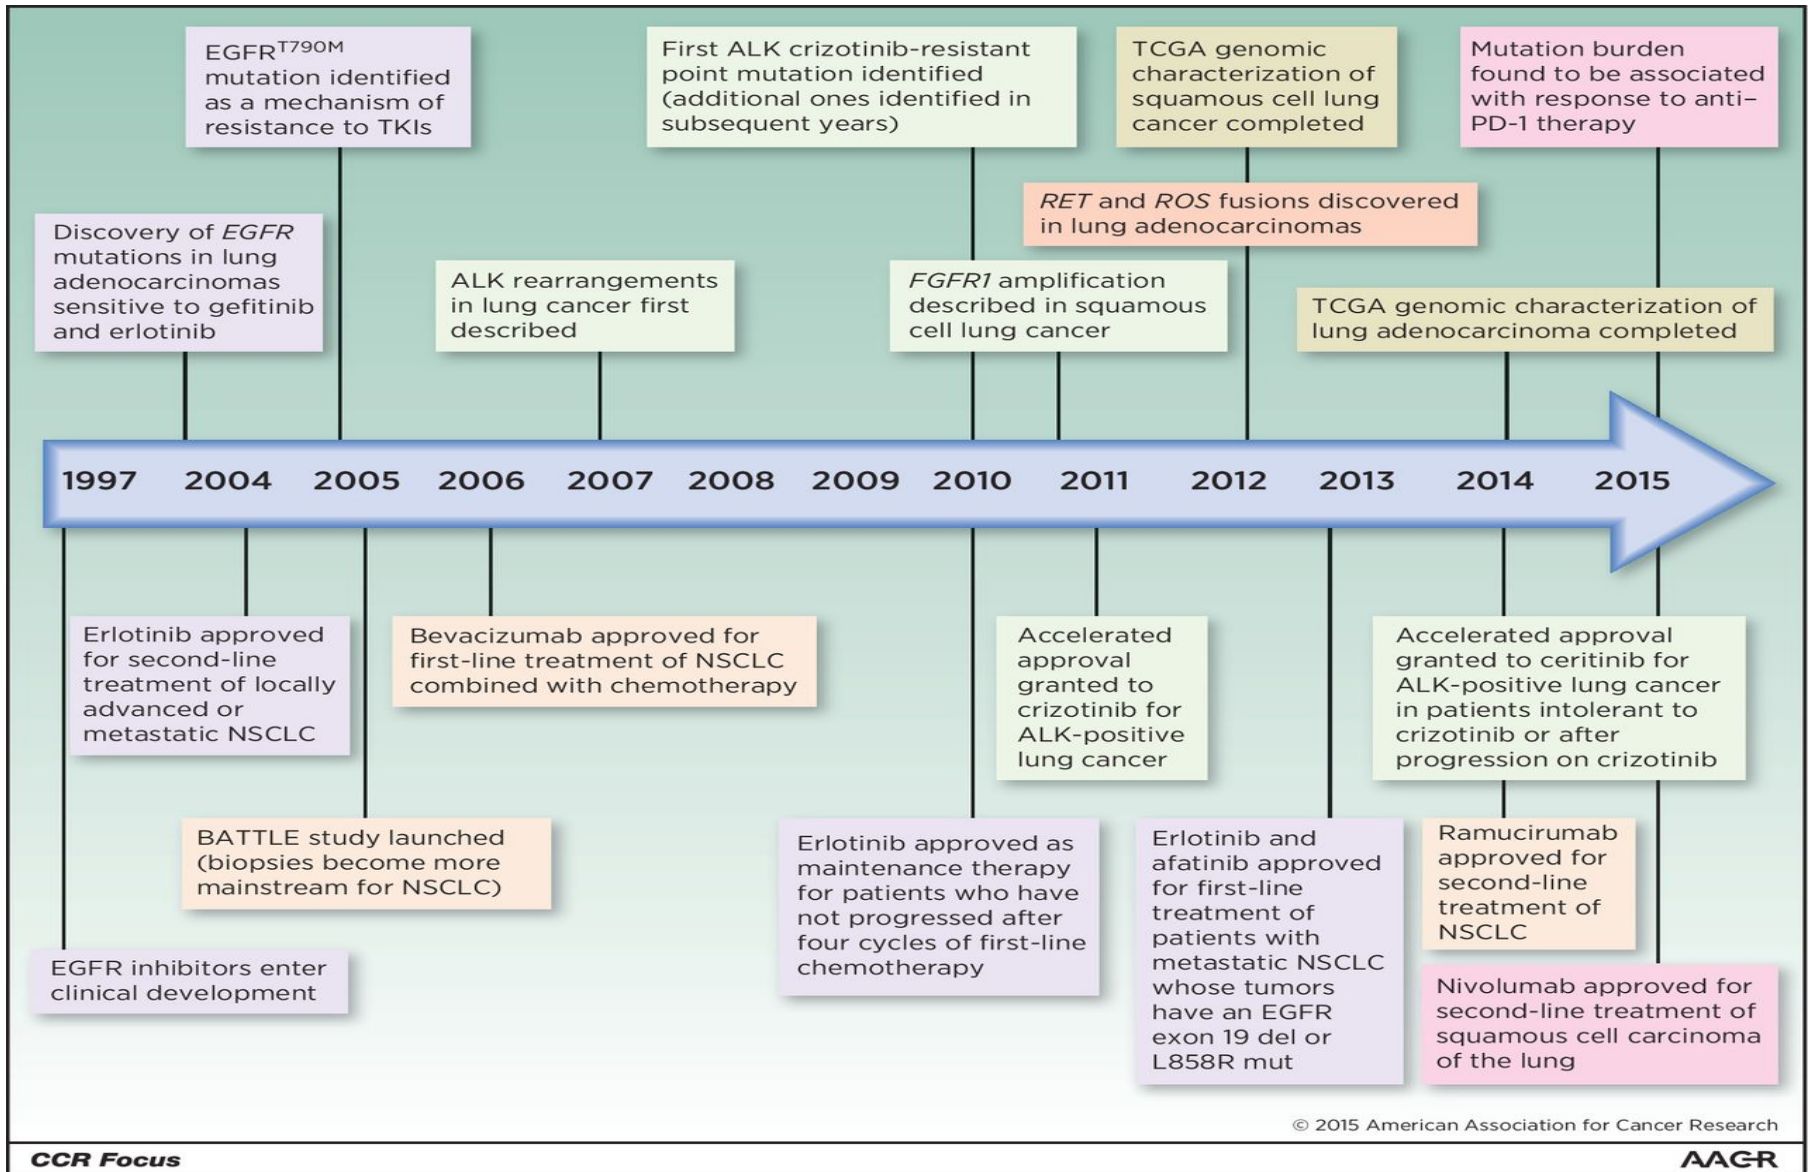 EGFRT790M
mutation identified
as a mechanism of
resistance to TKIs
First ALK crizotinib-resistant
point mutation identified
(additional ones identified in
subsequent years)
TCGA genomic
characterization of
squamous cell lung
cancer completed
Mutation burden
found to be associated
with response to anti–
PD-1 therapy
RET and ROS fusions discovered
in lung adenocarcinomas
Discovery of EGFR
mutations in lung
adenocarcinomas
sensitive to gefitinib
and erlotinib
ALK rearrangements
in lung cancer first
described
FGFR1 amplification
described in squamous
cell lung cancer
TCGA genomic characterization of
lung adenocarcinoma completed
1997 2004 2005 2006 2007 2008 2009 2010 2011 2012 2013 2014 2015
Erlotinib approved
for second-line
treatment of locally
advanced or
metastatic NSCLC
Bevacizumab approved for
first-line treatment of NSCLC
combined with chemotherapy
Accelerated
approval
granted to
crizotinib for
ALK-positive
lung cancer
Accelerated approval
granted to ceritinib for
ALK-positive lung cancer
in patients intolerant to
crizotinib or after
progression on crizotinib
BATTLE study launched
(biopsies become more
mainstream for NSCLC)
Erlotinib approved as
maintenance therapy
for patients who have
not progressed after
four cycles of first-line
chemotherapy
Erlotinib and
afatinib approved
for first-line
treatment of
patients with
metastatic NSCLC
whose tumors
have an EGFR
exon 19 del or
L858R mut
Ramucirumab
approved for
second-line
treatment of
NSCLC
EGFR inhibitors enter
clinical development
Nivolumab approved for
second-line treatment of
squamous cell carcinoma
of the lung
© 2015 American Association for Cancer Research
CCR Focus
AACR